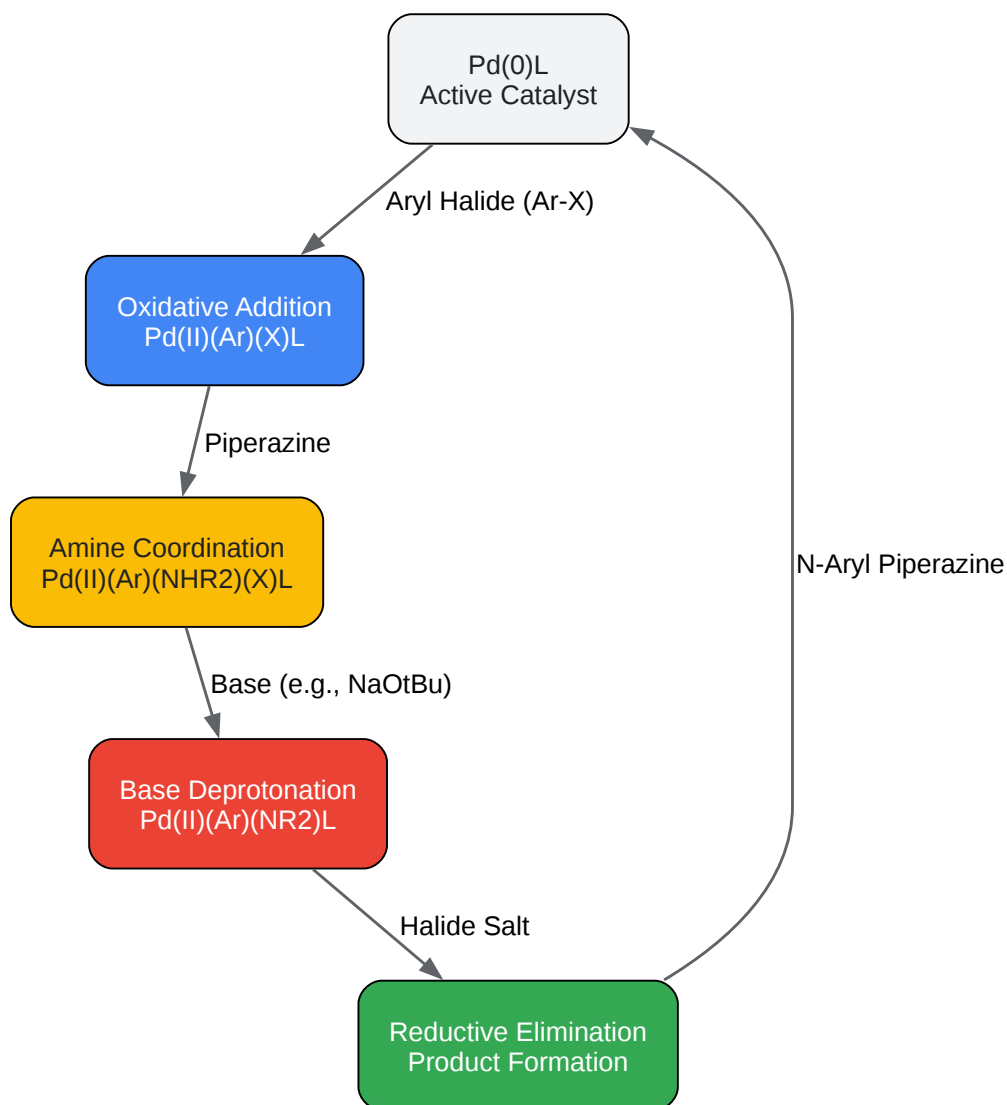 Pd(0)L
Active Catalyst
Aryl Halide (Ar-X)
Oxidative Addition
Pd(II)(Ar)(X)L
Piperazine
Amine Coordination
Pd(II)(Ar)(NHR2)(X)L
N-Aryl Piperazine
Base (e.g., NaOtBu)
Base Deprotonation
Pd(II)(Ar)(NR2)L
Halide Salt
Reductive Elimination
Product Formation